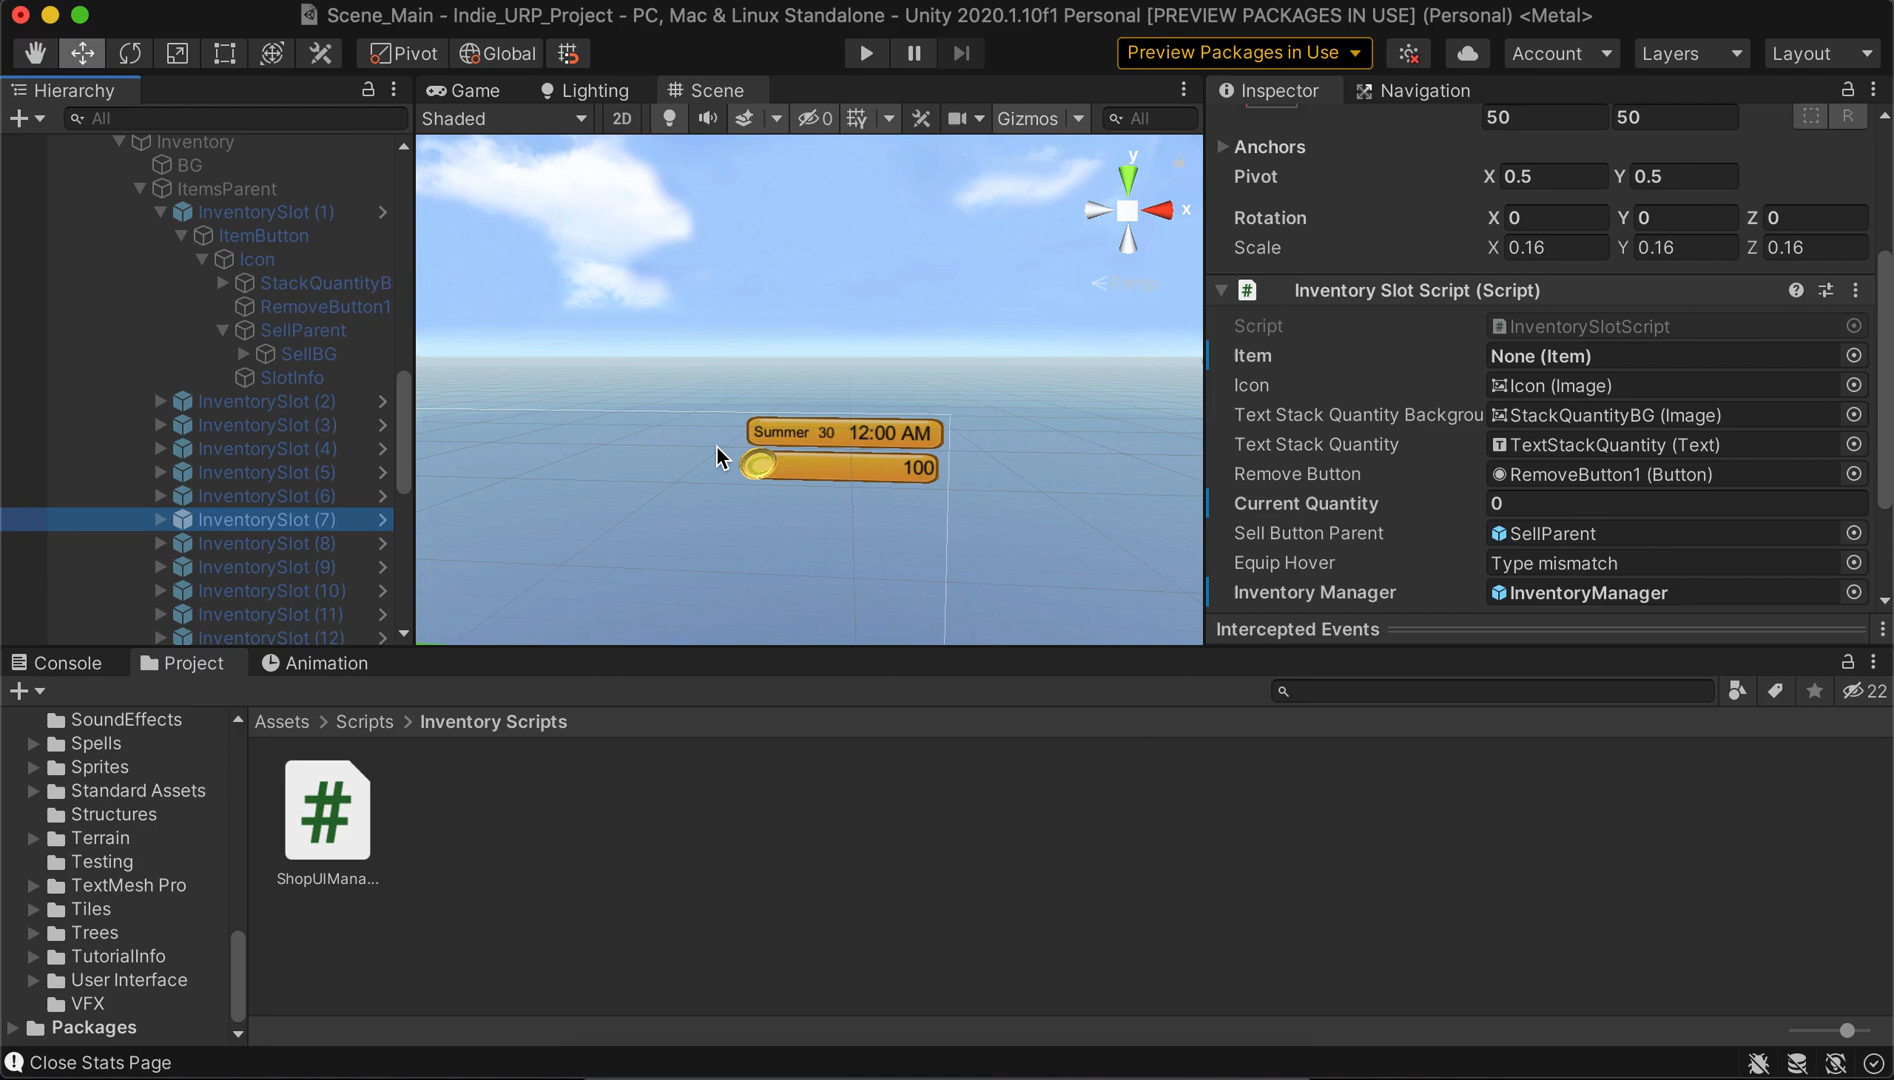 Scene_Main - Indie_URP_Project - PC, Mac & Linux Standalone - Unity 2020.1.10f1 Personal [PREVIEW PACKAGES IN USE] (Personal) <Metal>
Pivot
Global
Preview Packages in Use
Account
Layers
Layout
Hierarchy
All
Inventory
BG
ItemsParent
InventorySlot (1)
ItemButton
Icon
StackQuantityB
RemoveButton1
SellParent
SellBG
SlotInfo
InventorySlot (2)
InventorySlot (3)
InventorySlot (4)
InventorySlot (5)
InventorySlot (6)
InventorySlot (7)
InventorySlot (8)
InventorySlot (9)
InventorySlot (10)
InventorySlot (11)
InventorySlot (12)
Game
Lighting
Scene
Shaded
2D
0
Gizmos
All
y
x
Summer 30 12:00 AM
100
Inspector
Navigation
50 50
R
Anchors
Pivot X 0.5 Y 0.5
Rotation X 0 Y 0 Z 0
Scale X 0.16 Y 0.16 Z 0.16
# Inventory Slot Script (Script)
Script InventorySlotScript
Item None (Item)
Icon Icon (Image)
Text Stack Quantity Backgrou StackQuantityBG (Image)
Text Stack Quantity TextStackQuantity (Text)
Remove Button RemoveButton1 (Button)
Current Quantity 0
Sell Button Parent SellParent
Equip Hover Type mismatch
Inventory Manager InventoryManager
Intercepted Events
Console
Project
Animation
22
SoundEffects
Spells
Sprites
Standard Assets
Structures
Terrain
Testing
TextMesh Pro
Tiles
Trees
TutorialInfo
User Interface
VFX
Packages
Assets > Scripts > Inventory Scripts
#
ShopUIMana...
Close Stats Page